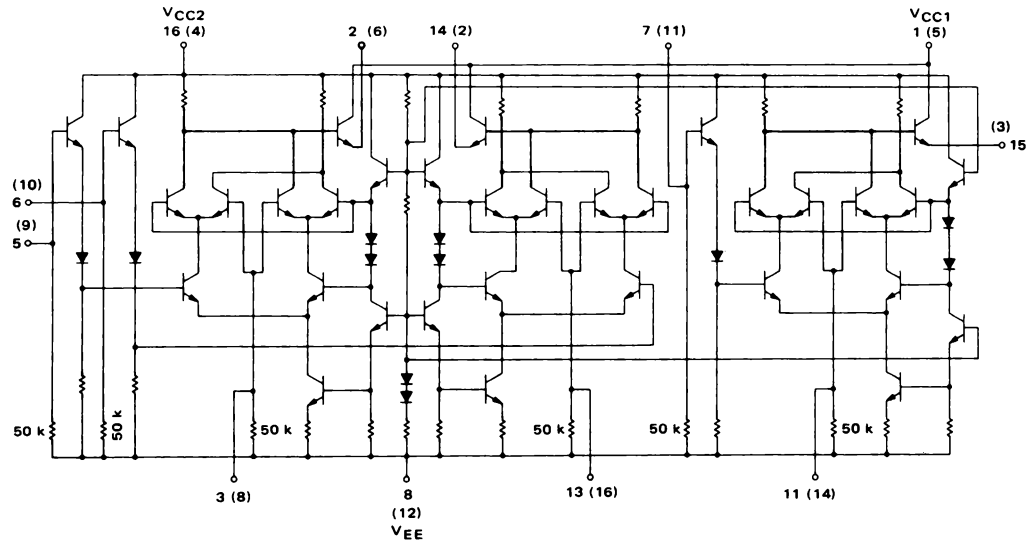 VCC2
16 (4)
2 (6)
14 (2)
7 (11)
VCC1
1 (5)
(3)
15
(10)
6
(9)
5
50 k
50 k
50 k
50 k
50 k
50 k
3 (8)
8
(12)
VEE
13 (16)
11 (14)